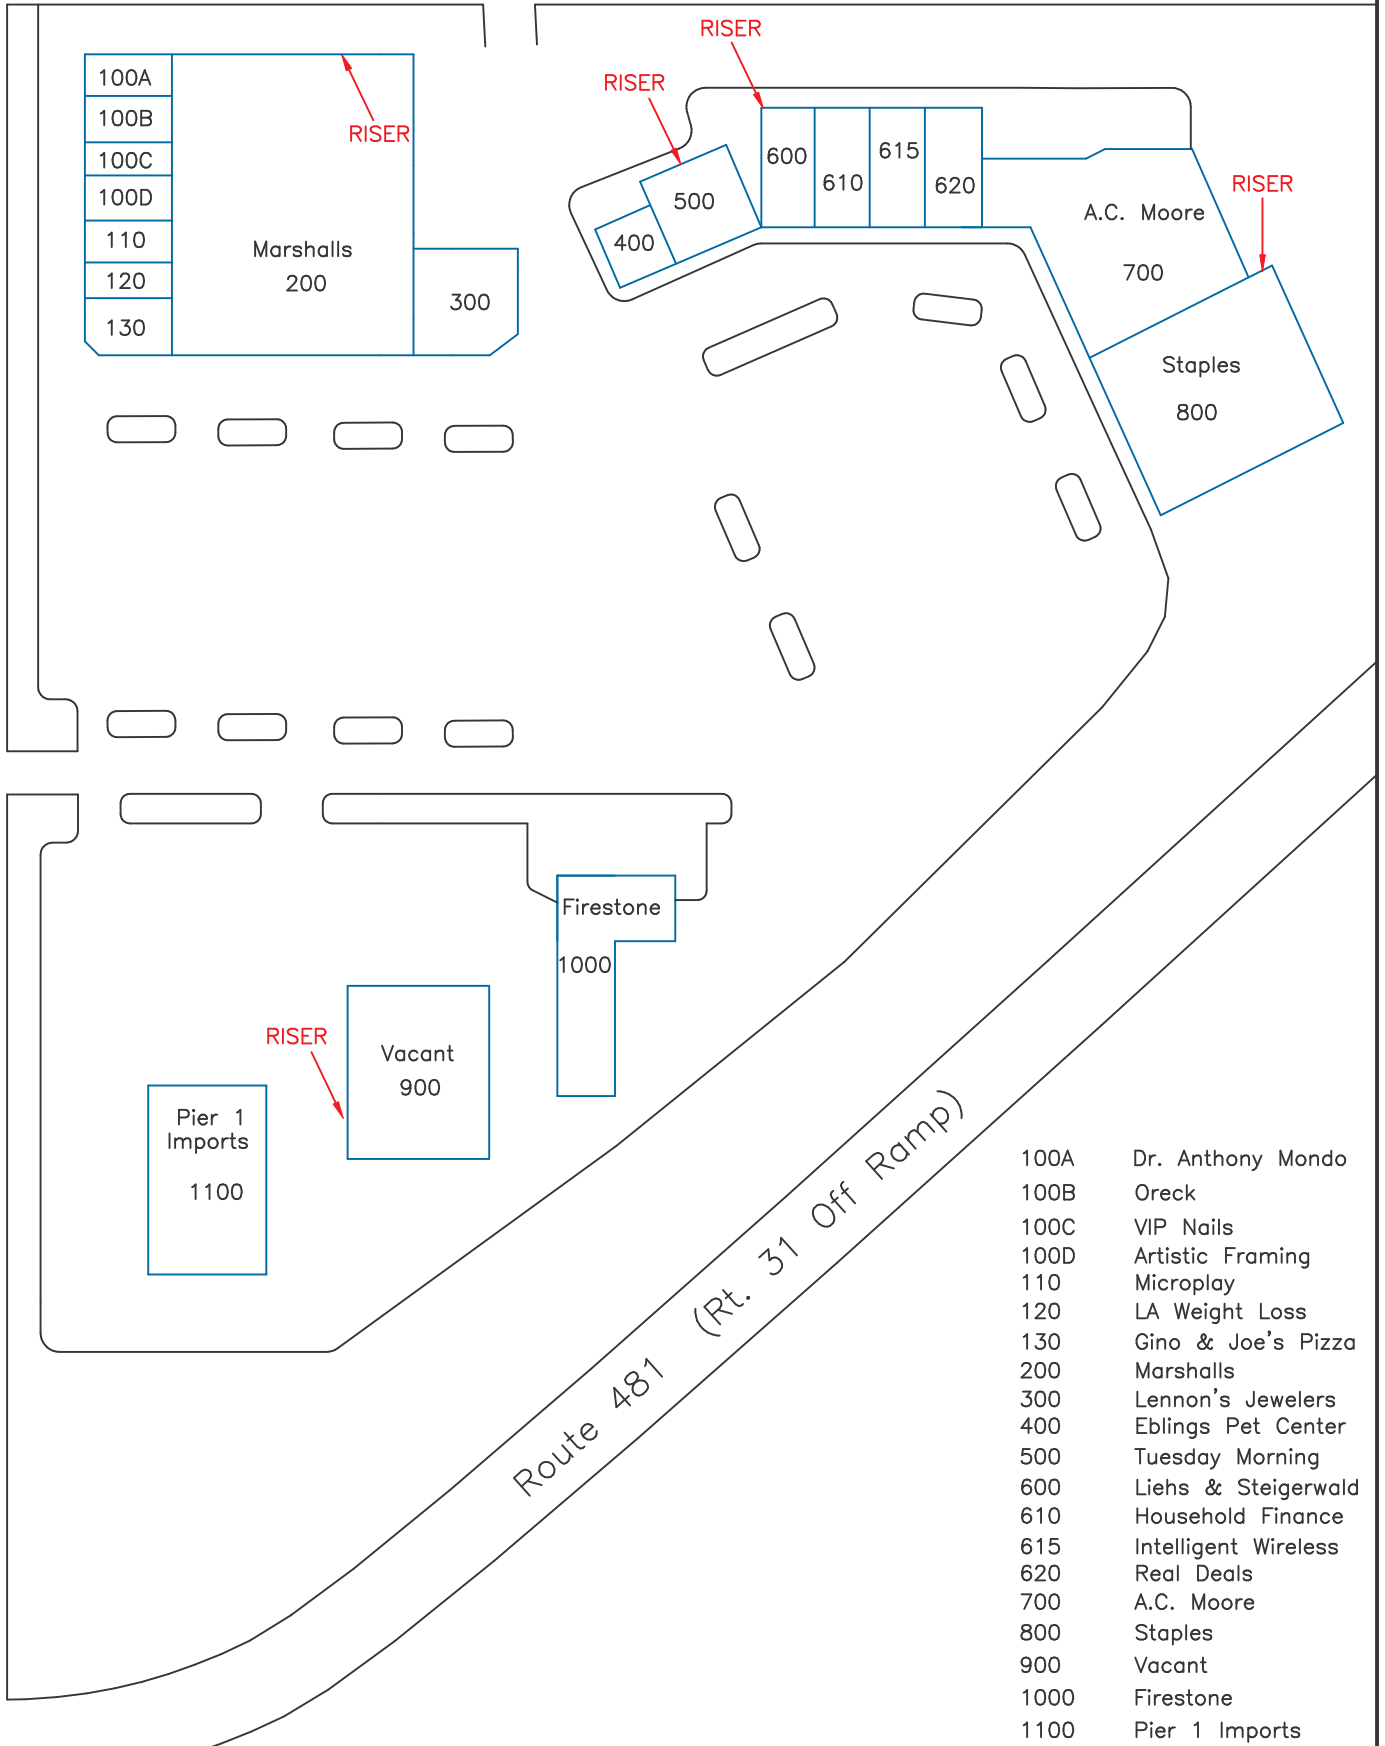 RISER
RISER
RISER
RISER
100A
100B
100C
100D
110
120
130
Marshalls
200
300
400
500
600
610
615
620
A.C. Moore
700
RISER
Staples
800
Firestone
1000
RISER
Vacant
900
Pier 1
Imports
1100
Route 481 (Rt. 31 Off Ramp)
100A Dr. Anthony Mondo
100B Oreck
100C VIP Nails
100D Artistic Framing
110 Microplay
120 LA Weight Loss
130 Gino & Joe's Pizza
200 Marshalls
300 Lennon's Jewelers
400 Eblings Pet Center
500 Tuesday Morning
600 Liehs & Steigerwald
610 Household Finance
615 Intelligent Wireless
620 Real Deals
700 A.C. Moore
800 Staples
900 Vacant
1000 Firestone
1100 Pier 1 Imports